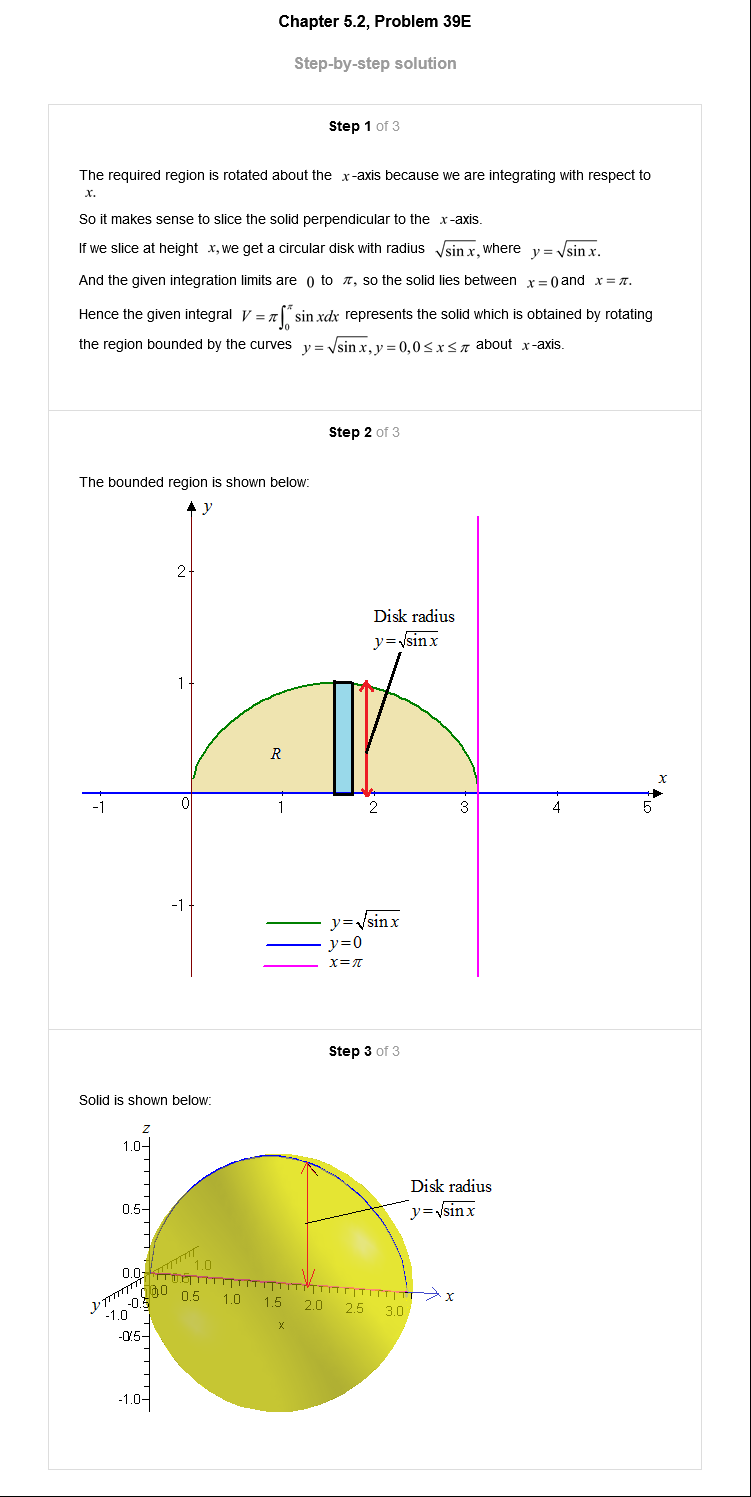 Chapter 5.2, Problem 39E
Step-by-step solution
Step 1 of 3
The required region is rotated about the x-axis because we are integrating with respect to
x.
So it makes sense to slice the solid perpendicular to the x-axis.
If we slice at height x, we get a circular disk with radius √sin x, where y = √sin x.
And the given integration limits are 0 to π, so the solid lies between x = 0 and x = π.
Hence the given integral V = π∫₀^π sin xdx represents the solid which is obtained by rotating
the region bounded by the curves y = √sin x, y = 0, 0 ≤ x ≤ π about x-axis.
Step 2 of 3
The bounded region is shown below:
y
2
Disk radius
y=√sin x
1
R
x
-1 0 1 2 3 4 5
-1
y=√sin x
y=0
x=π
Step 3 of 3
Solid is shown below:
z
1.0
Disk radius
0.5
y=√sin x
1.0
0.5
0.0
0.0 0.5 1.0 1.5 2.0 2.5 3.0 x
y
-0.5
-1.0
x
-0.5
-1.0